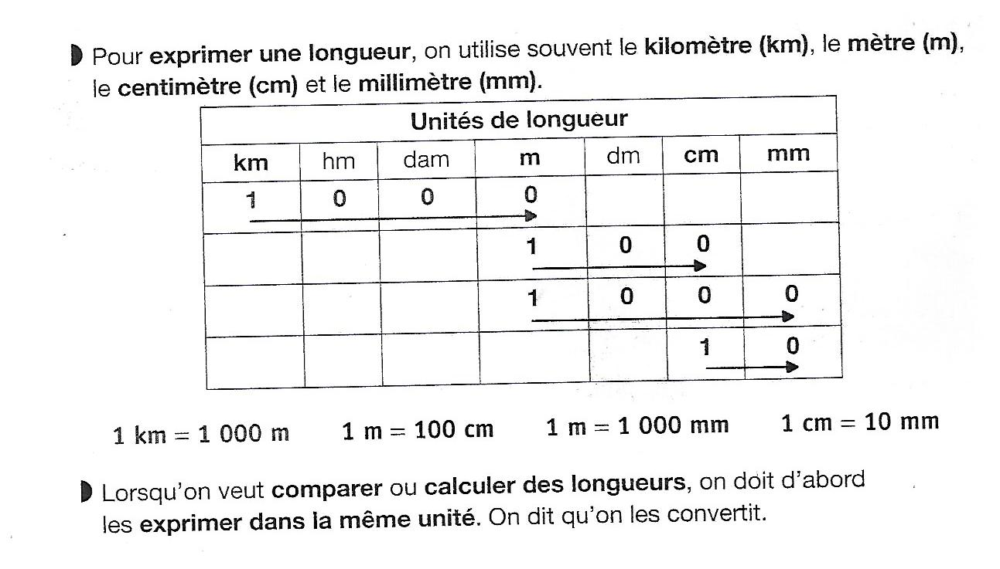 Pour exprimer une longueur, on utilise souvent le kilomètre (km), le mètre (m),
le centimètre (cm) et le millimètre (mm).
Unités de longueur
km hm dam m dm cm mm
1 0 0 0
1 0 0
1 0 0 0
1 0
1 km = 1 000 m 1 m = 100 cm 1 m = 1 000 mm 1 cm = 10 mm
Lorsqu'on veut comparer ou calculer des longueurs, on doit d'abord
les exprimer dans la même unité. On dit qu'on les convertit.